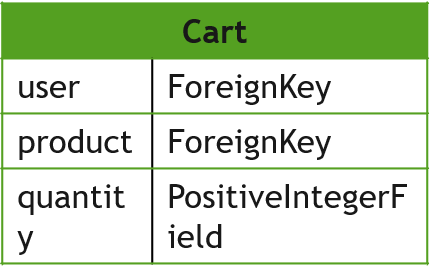 Cart
user ForeignKey
product ForeignKey
quantit PositiveIntegerF
y ield